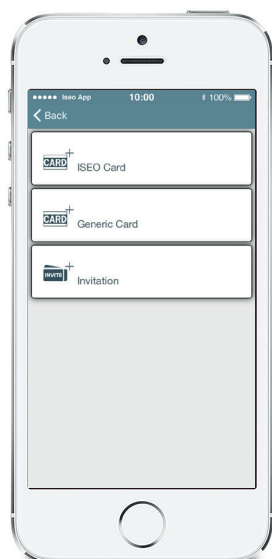 Iseo App 10:00 100%
Back
CARD
ISEO Card
CARD
Generic Card
INVITE
Invitation